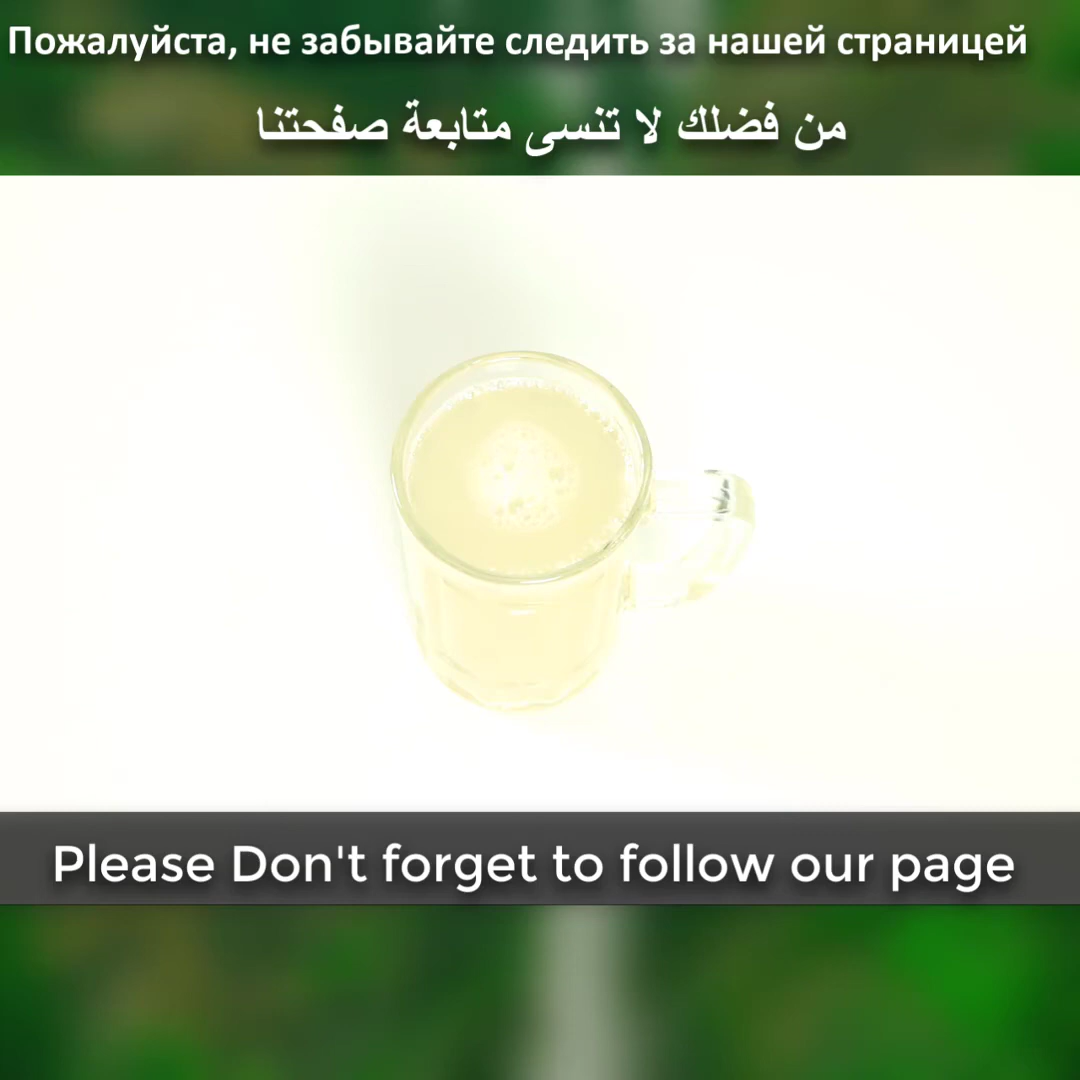 Пожалуйста, не забывайте следить за нашей страницей
من فضلك لا تنسى متابعة صفحتنا
Please Don't forget to follow our page